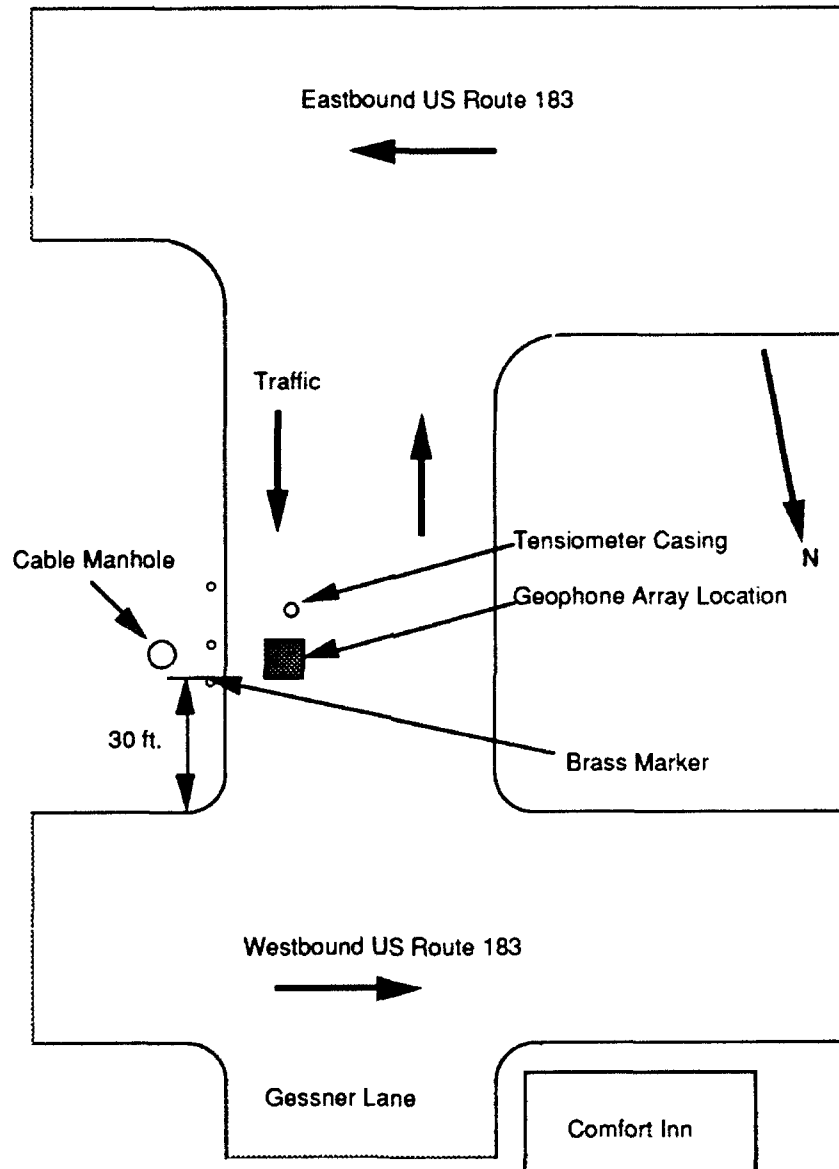 Eastbound US Route 183
Traffic
Tensiometer Casing
Cable Manhole
N
Geophone Array Location
30 ft.
Brass Marker
Westbound US Route 183
Gessner Lane
Comfort Inn